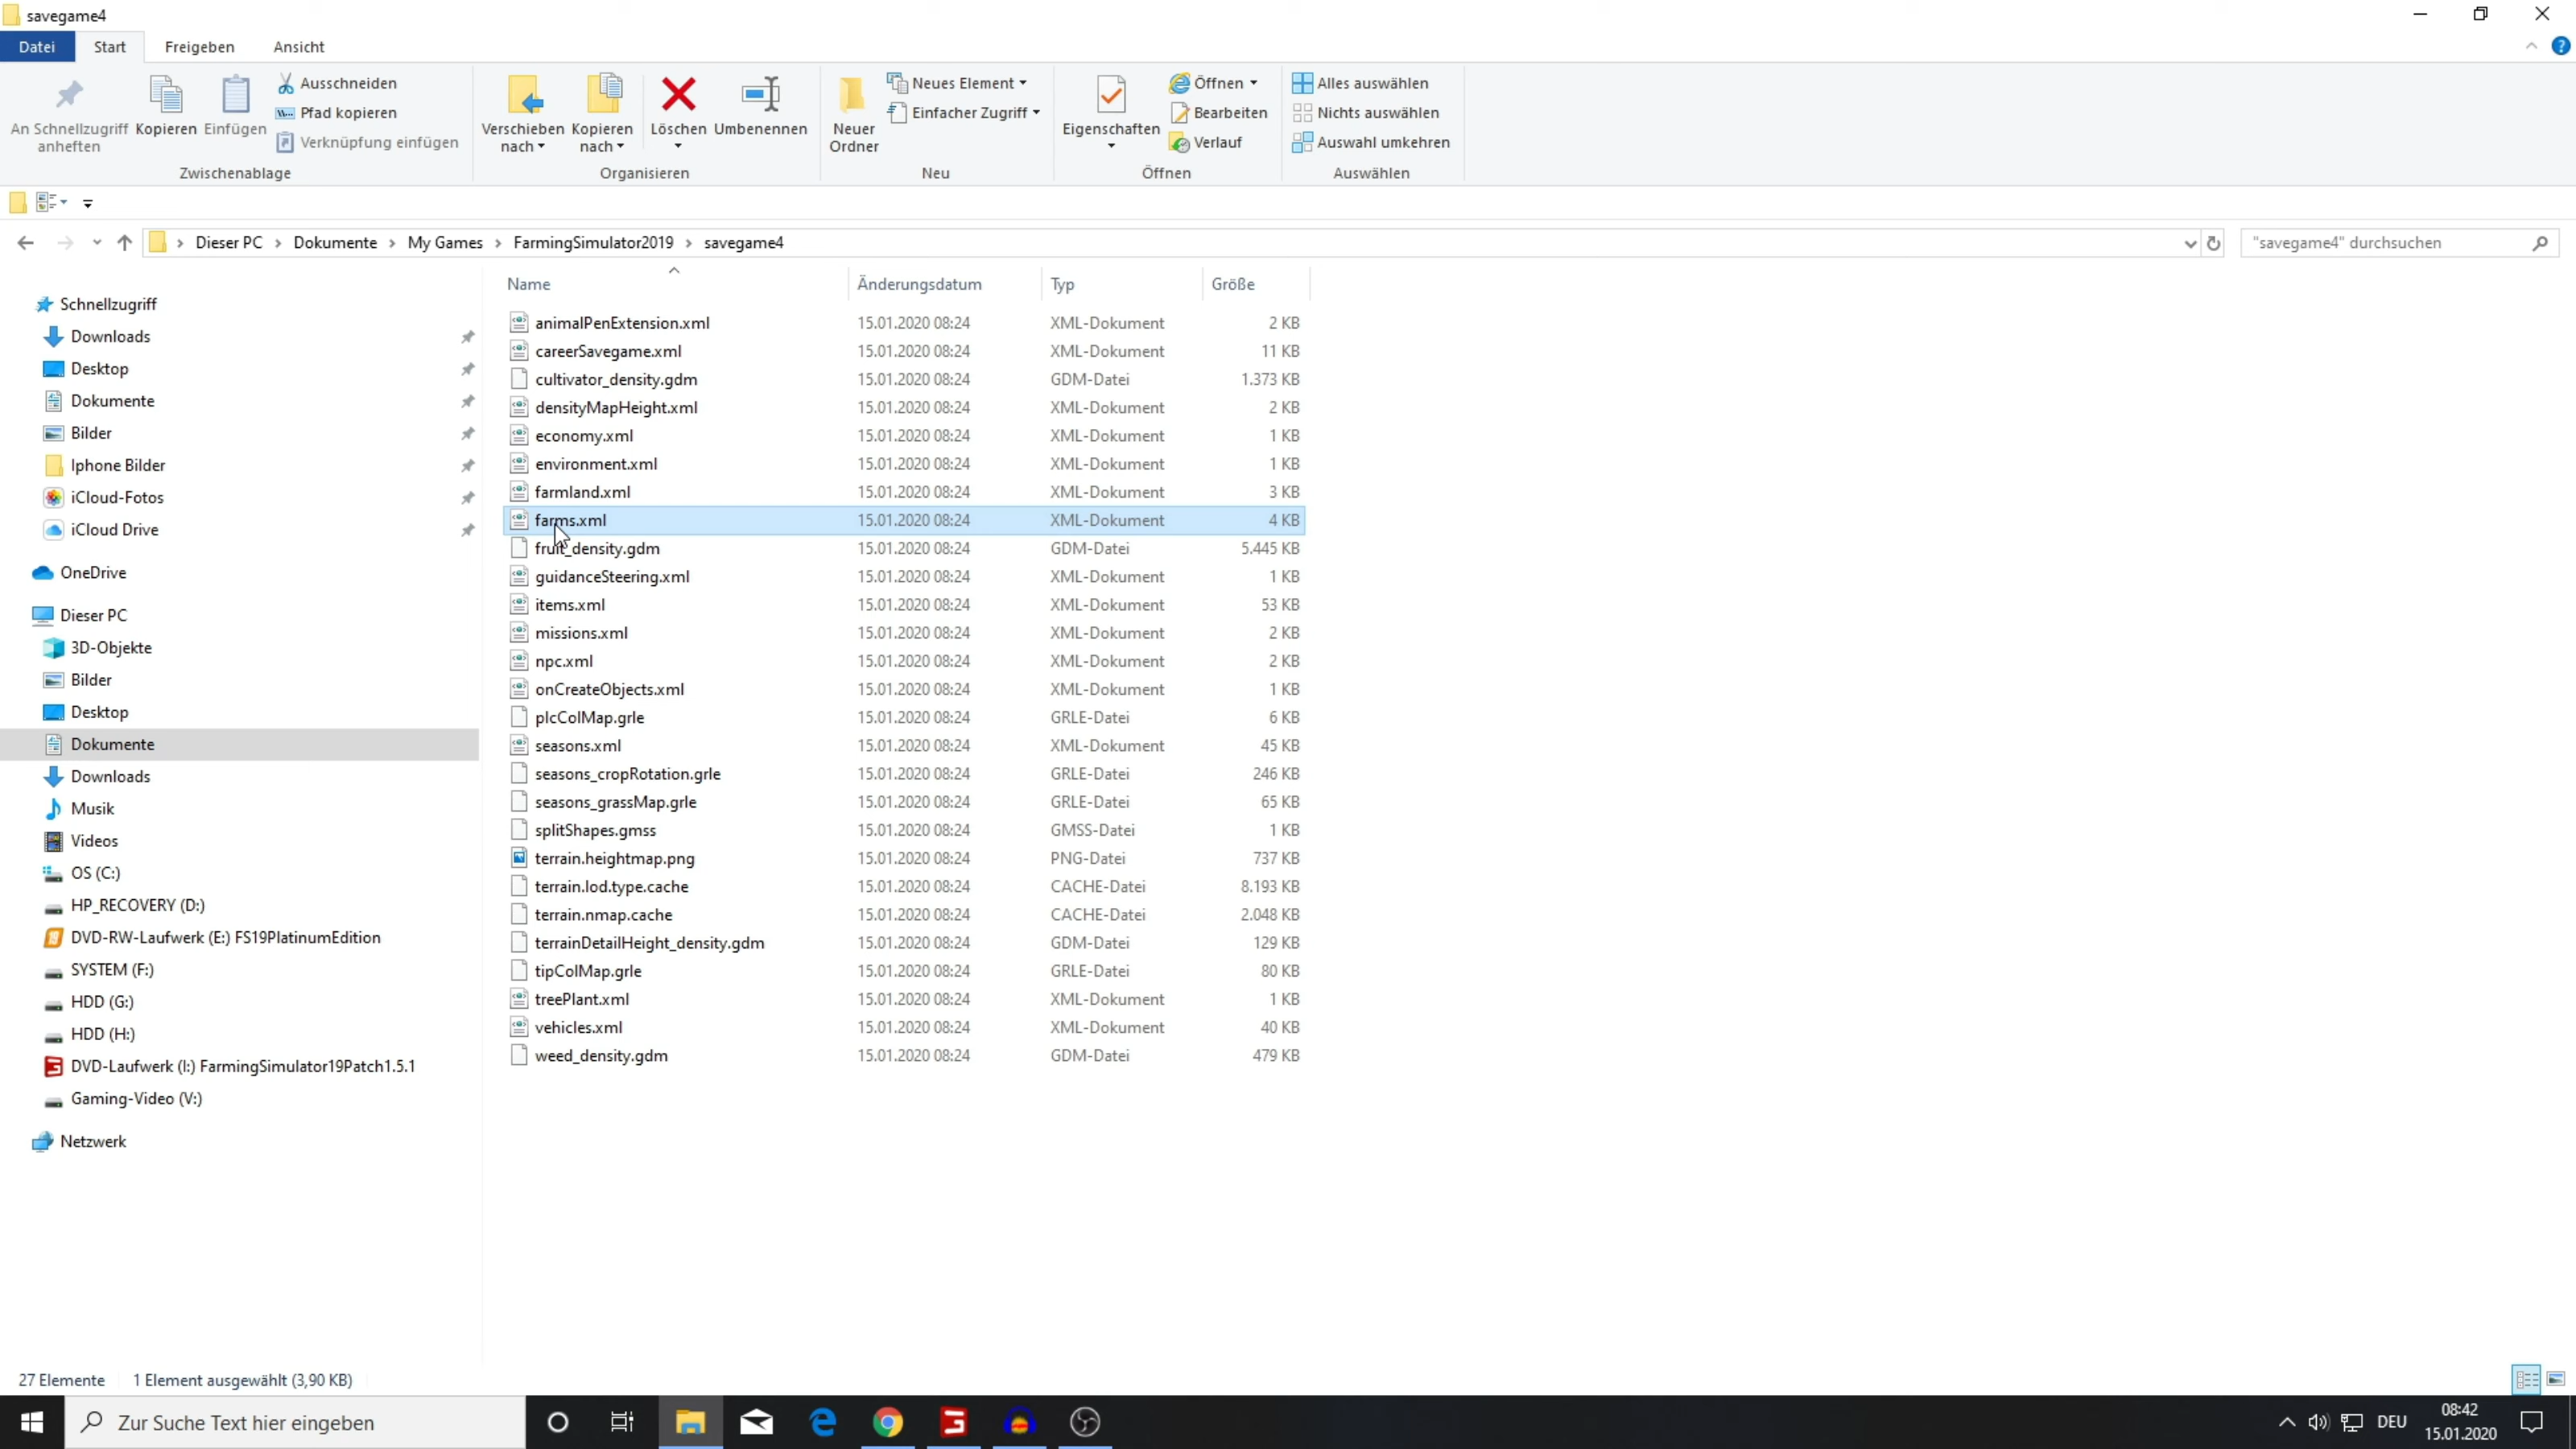 savegame4
Datei Start Freigeben Ansicht
An Schnellzugriff anheften
Kopieren
Einfügen
Ausschneiden
Pfad kopieren
Verknüpfung einfügen
Zwischenablage
Verschieben nach
Kopieren nach
Löschen
Umbenennen
Organisieren
Neuer Ordner
Neues Element
Einfacher Zugriff
Neu
Eigenschaften
Öffnen
Bearbeiten
Verlauf
Öffnen
Alles auswählen
Nichts auswählen
Auswahl umkehren
Auswählen
Dieser PC > Dokumente > My Games > FarmingSimulator2019 > savegame4
"savegame4" durchsuchen
Schnellzugriff
Downloads
Desktop
Dokumente
Bilder
Iphone Bilder
iCloud-Fotos
iCloud Drive
OneDrive
Dieser PC
3D-Objekte
Bilder
Desktop
Dokumente
Downloads
Musik
Videos
OS (C:)
HP_RECOVERY (D:)
DVD-RW-Laufwerk (E:) FS19PlatinumEdition
SYSTEM (F:)
HDD (G:)
HDD (H:)
DVD-Laufwerk (I:) FarmingSimulator19Patch1.5.1
Gaming-Video (V:)
Netzwerk
Name Änderungsdatum Typ Größe
animalPenExtension.xml 15.01.2020 08:24 XML-Dokument 2 KB
careerSavegame.xml 15.01.2020 08:24 XML-Dokument 11 KB
cultivator_density.gdm 15.01.2020 08:24 GDM-Datei 1.373 KB
densityMapHeight.xml 15.01.2020 08:24 XML-Dokument 2 KB
economy.xml 15.01.2020 08:24 XML-Dokument 1 KB
environment.xml 15.01.2020 08:24 XML-Dokument 1 KB
farmland.xml 15.01.2020 08:24 XML-Dokument 3 KB
farms.xml 15.01.2020 08:24 XML-Dokument 4 KB
fruit_density.gdm 15.01.2020 08:24 GDM-Datei 5.445 KB
guidanceSteering.xml 15.01.2020 08:24 XML-Dokument 1 KB
items.xml 15.01.2020 08:24 XML-Dokument 53 KB
missions.xml 15.01.2020 08:24 XML-Dokument 2 KB
npc.xml 15.01.2020 08:24 XML-Dokument 2 KB
onCreateObjects.xml 15.01.2020 08:24 XML-Dokument 1 KB
plcColMap.grle 15.01.2020 08:24 GRLE-Datei 6 KB
seasons.xml 15.01.2020 08:24 XML-Dokument 45 KB
seasons_cropRotation.grle 15.01.2020 08:24 GRLE-Datei 246 KB
seasons_grassMap.grle 15.01.2020 08:24 GRLE-Datei 65 KB
splitShapes.gmss 15.01.2020 08:24 GMSS-Datei 1 KB
terrain.heightmap.png 15.01.2020 08:24 PNG-Datei 737 KB
terrain.lod.type.cache 15.01.2020 08:24 CACHE-Datei 8.193 KB
terrain.nmap.cache 15.01.2020 08:24 CACHE-Datei 2.048 KB
terrainDetailHeight_density.gdm 15.01.2020 08:24 GDM-Datei 129 KB
tipColMap.grle 15.01.2020 08:24 GRLE-Datei 80 KB
treePlant.xml 15.01.2020 08:24 XML-Dokument 1 KB
vehicles.xml 15.01.2020 08:24 XML-Dokument 40 KB
weed_density.gdm 15.01.2020 08:24 GDM-Datei 479 KB
27 Elemente 1 Element ausgewählt (3,90 KB)
Zur Suche Text hier eingeben
DEU
08:42
15.01.2020